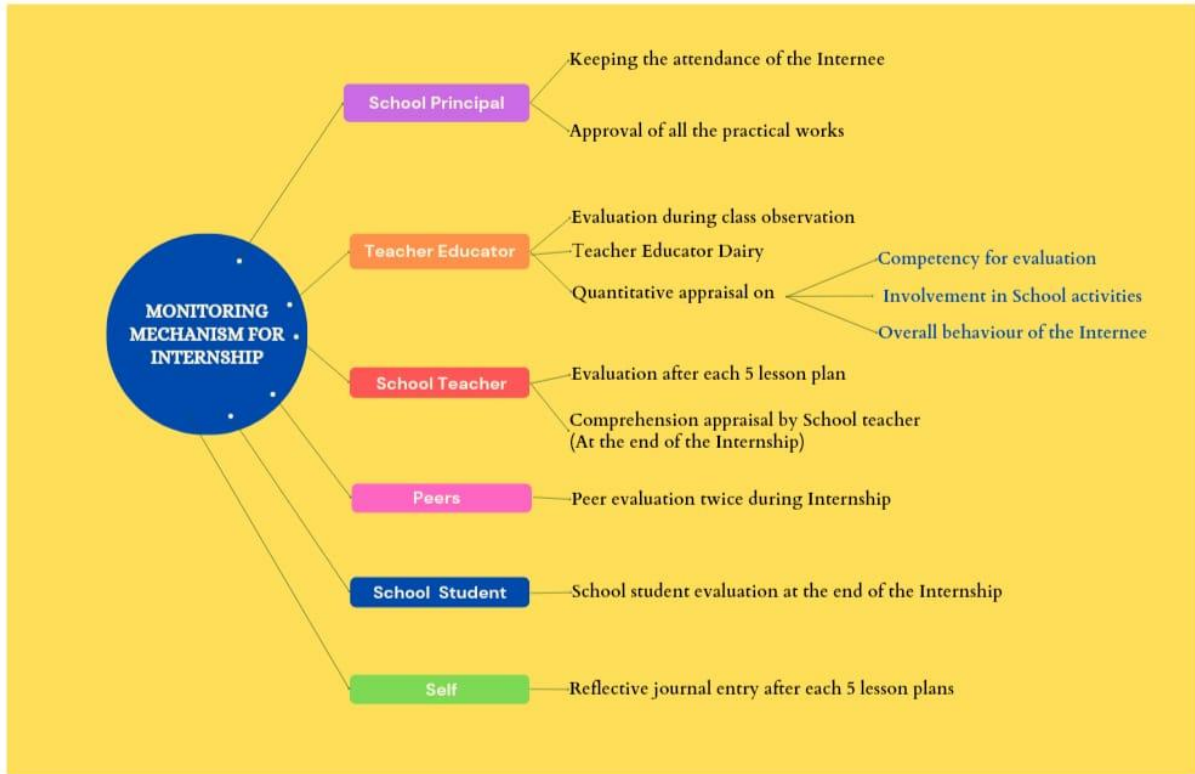 MONITORING
MECHANISM FOR
INTERNSHIP
School Principal
Keeping the attendance of the Internee
Approval of all the practical works
Teacher Educator
Evaluation during class observation
Teacher Educator Dairy
Quantitative appraisal on
Competency for evaluation
Involvement in School activities
Overall behaviour of the Internee
School Teacher
Evaluation after each 5 lesson plan
Comprehension appraisal by School teacher
(At the end of the Internship)
Peers
Peer evaluation twice during Internship
School Student
School student evaluation at the end of the Internship
Self
Reflective journal entry after each 5 lesson plans